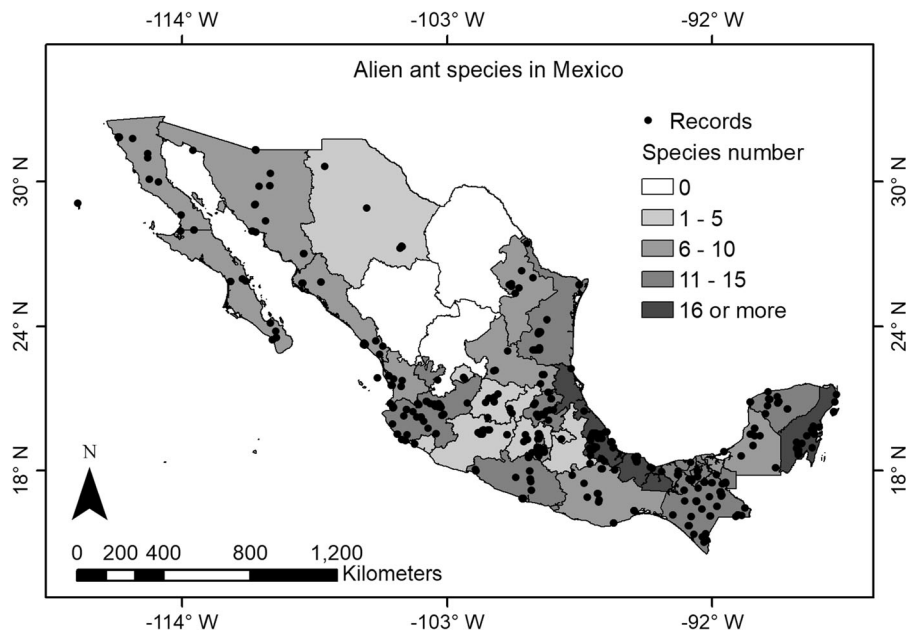 -114° W
-103° W
-92° W
Alien ant species in Mexico
Records
Species number
0
1 - 5
6 - 10
11 - 15
16 or more
30° N
24° N
18° N
30° N
24° N
18° N
N
0 200 400 800 1,200
Kilometers
-114° W
-103° W
-92° W